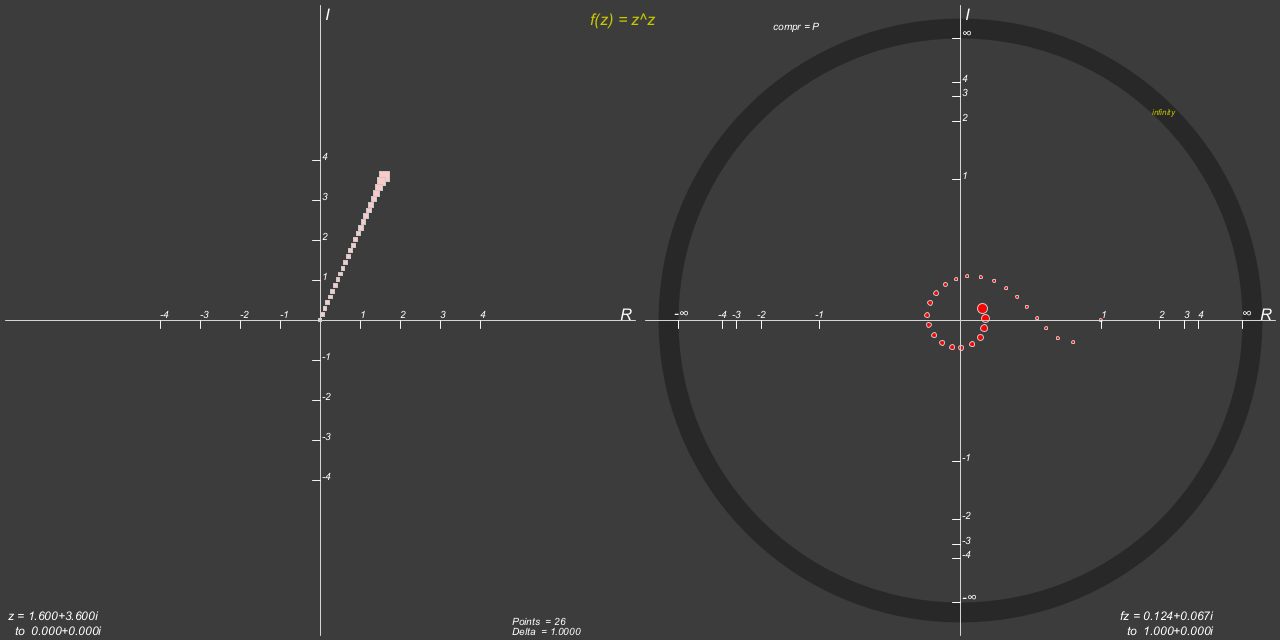 I
f(z) = z^z
compr = P
I
∞
infinity
4
3
2
1
4
3
2
1
-4
-3
-2
-1
1
2
3
4
R
-∞
-4
-3
-2
-1
1
2
3
4
∞
R
-1
-2
-3
-4
-1
-2
-3
-4
-∞
z = 1.600+3.600i
to 0.000+0.000i
Points = 26
Delta = 1.0000
fz = 0.124+0.067i
to 1.000+0.000i